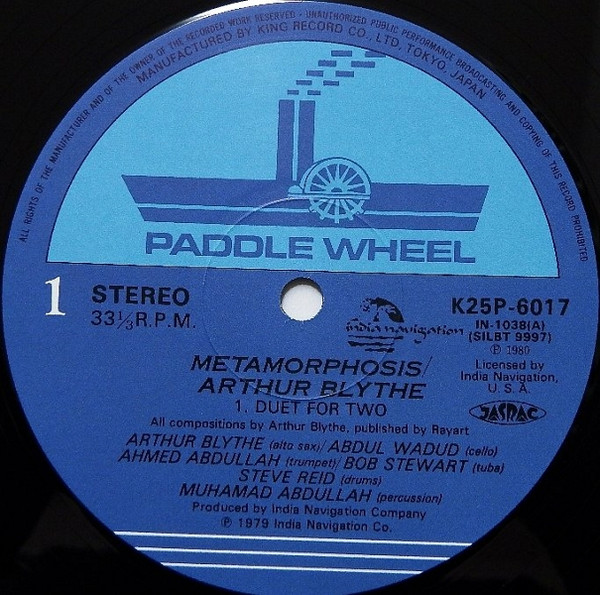 ALL RIGHTS OF THE MANUFACTURER AND OF THE OWNER OF THE RECORDED WORK RESERVED - UNAUTHORIZED PUBLIC PERFORMANCE BROADCASTING AND COPYING OF THIS RECORD PROHIBITED
MANUFACTURED BY KING RECORD CO., LTD, TOKYO, JAPAN
PADDLE WHEEL
1 STEREO
33⅓ R.P.M.
K25P-6017
IN-1038(A)
(SILBT 9997)
Ⓟ 1980
Licensed by
India Navigation,
U. S. A.
JASRAC
india navigation
METAMORPHOSIS/
ARTHUR BLYTHE
1. DUET FOR TWO
All compositions by Arthur Blythe, published by Rayart
ARTHUR BLYTHE (alto sax)/ABDUL WADUD (cello)
AHMED ABDULLAH (trumpet)/BOB STEWART (tuba)
STEVE REID (drums)
MUHAMAD ABDULLAH (percussion)
Produced by India Navigation Company
Ⓟ 1979 India Navigation Co.